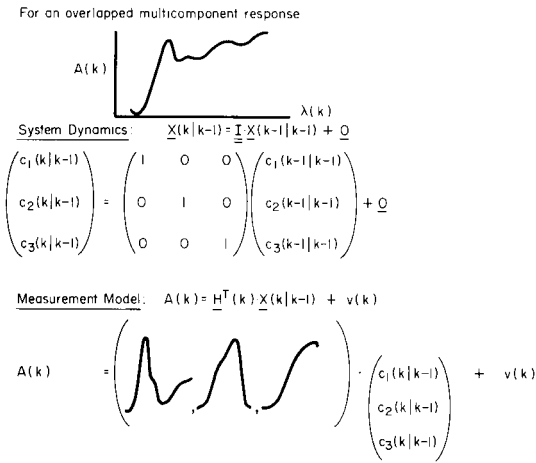 For an overlapped multicomponent response
A(k)
λ(k)
System Dynamics: X(k|k-1) = I·X(k-1|k-1) + 0
c₁(k|k-1) 1 0 0 c₁(k-1|k-1)
c₂(k|k-1) = 0 1 0 c₂(k-1|k-1) + 0
c₃(k|k-1) 0 0 1 c₃(k-1|k-1)
Measurement Model: A(k) = Hᵀ(k)·X(k|k-1) + v(k)
A(k) = ( , , ) · c₁(k|k-1) + v(k)
c₂(k|k-1)
c₃(k|k-1)